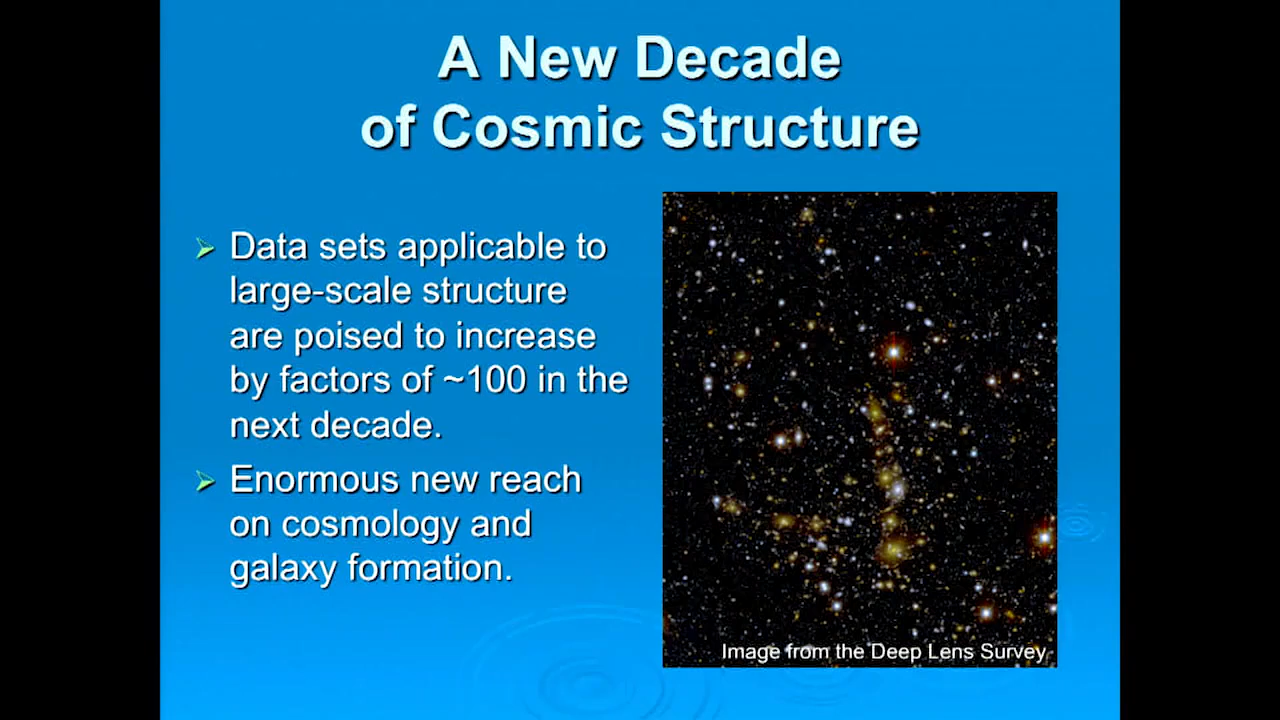 A New Decade
of Cosmic Structure
Data sets applicable to
large-scale structure
are poised to increase
by factors of ~100 in the
next decade.
Enormous new reach
on cosmology and
galaxy formation.
Image from the Deep Lens Survey